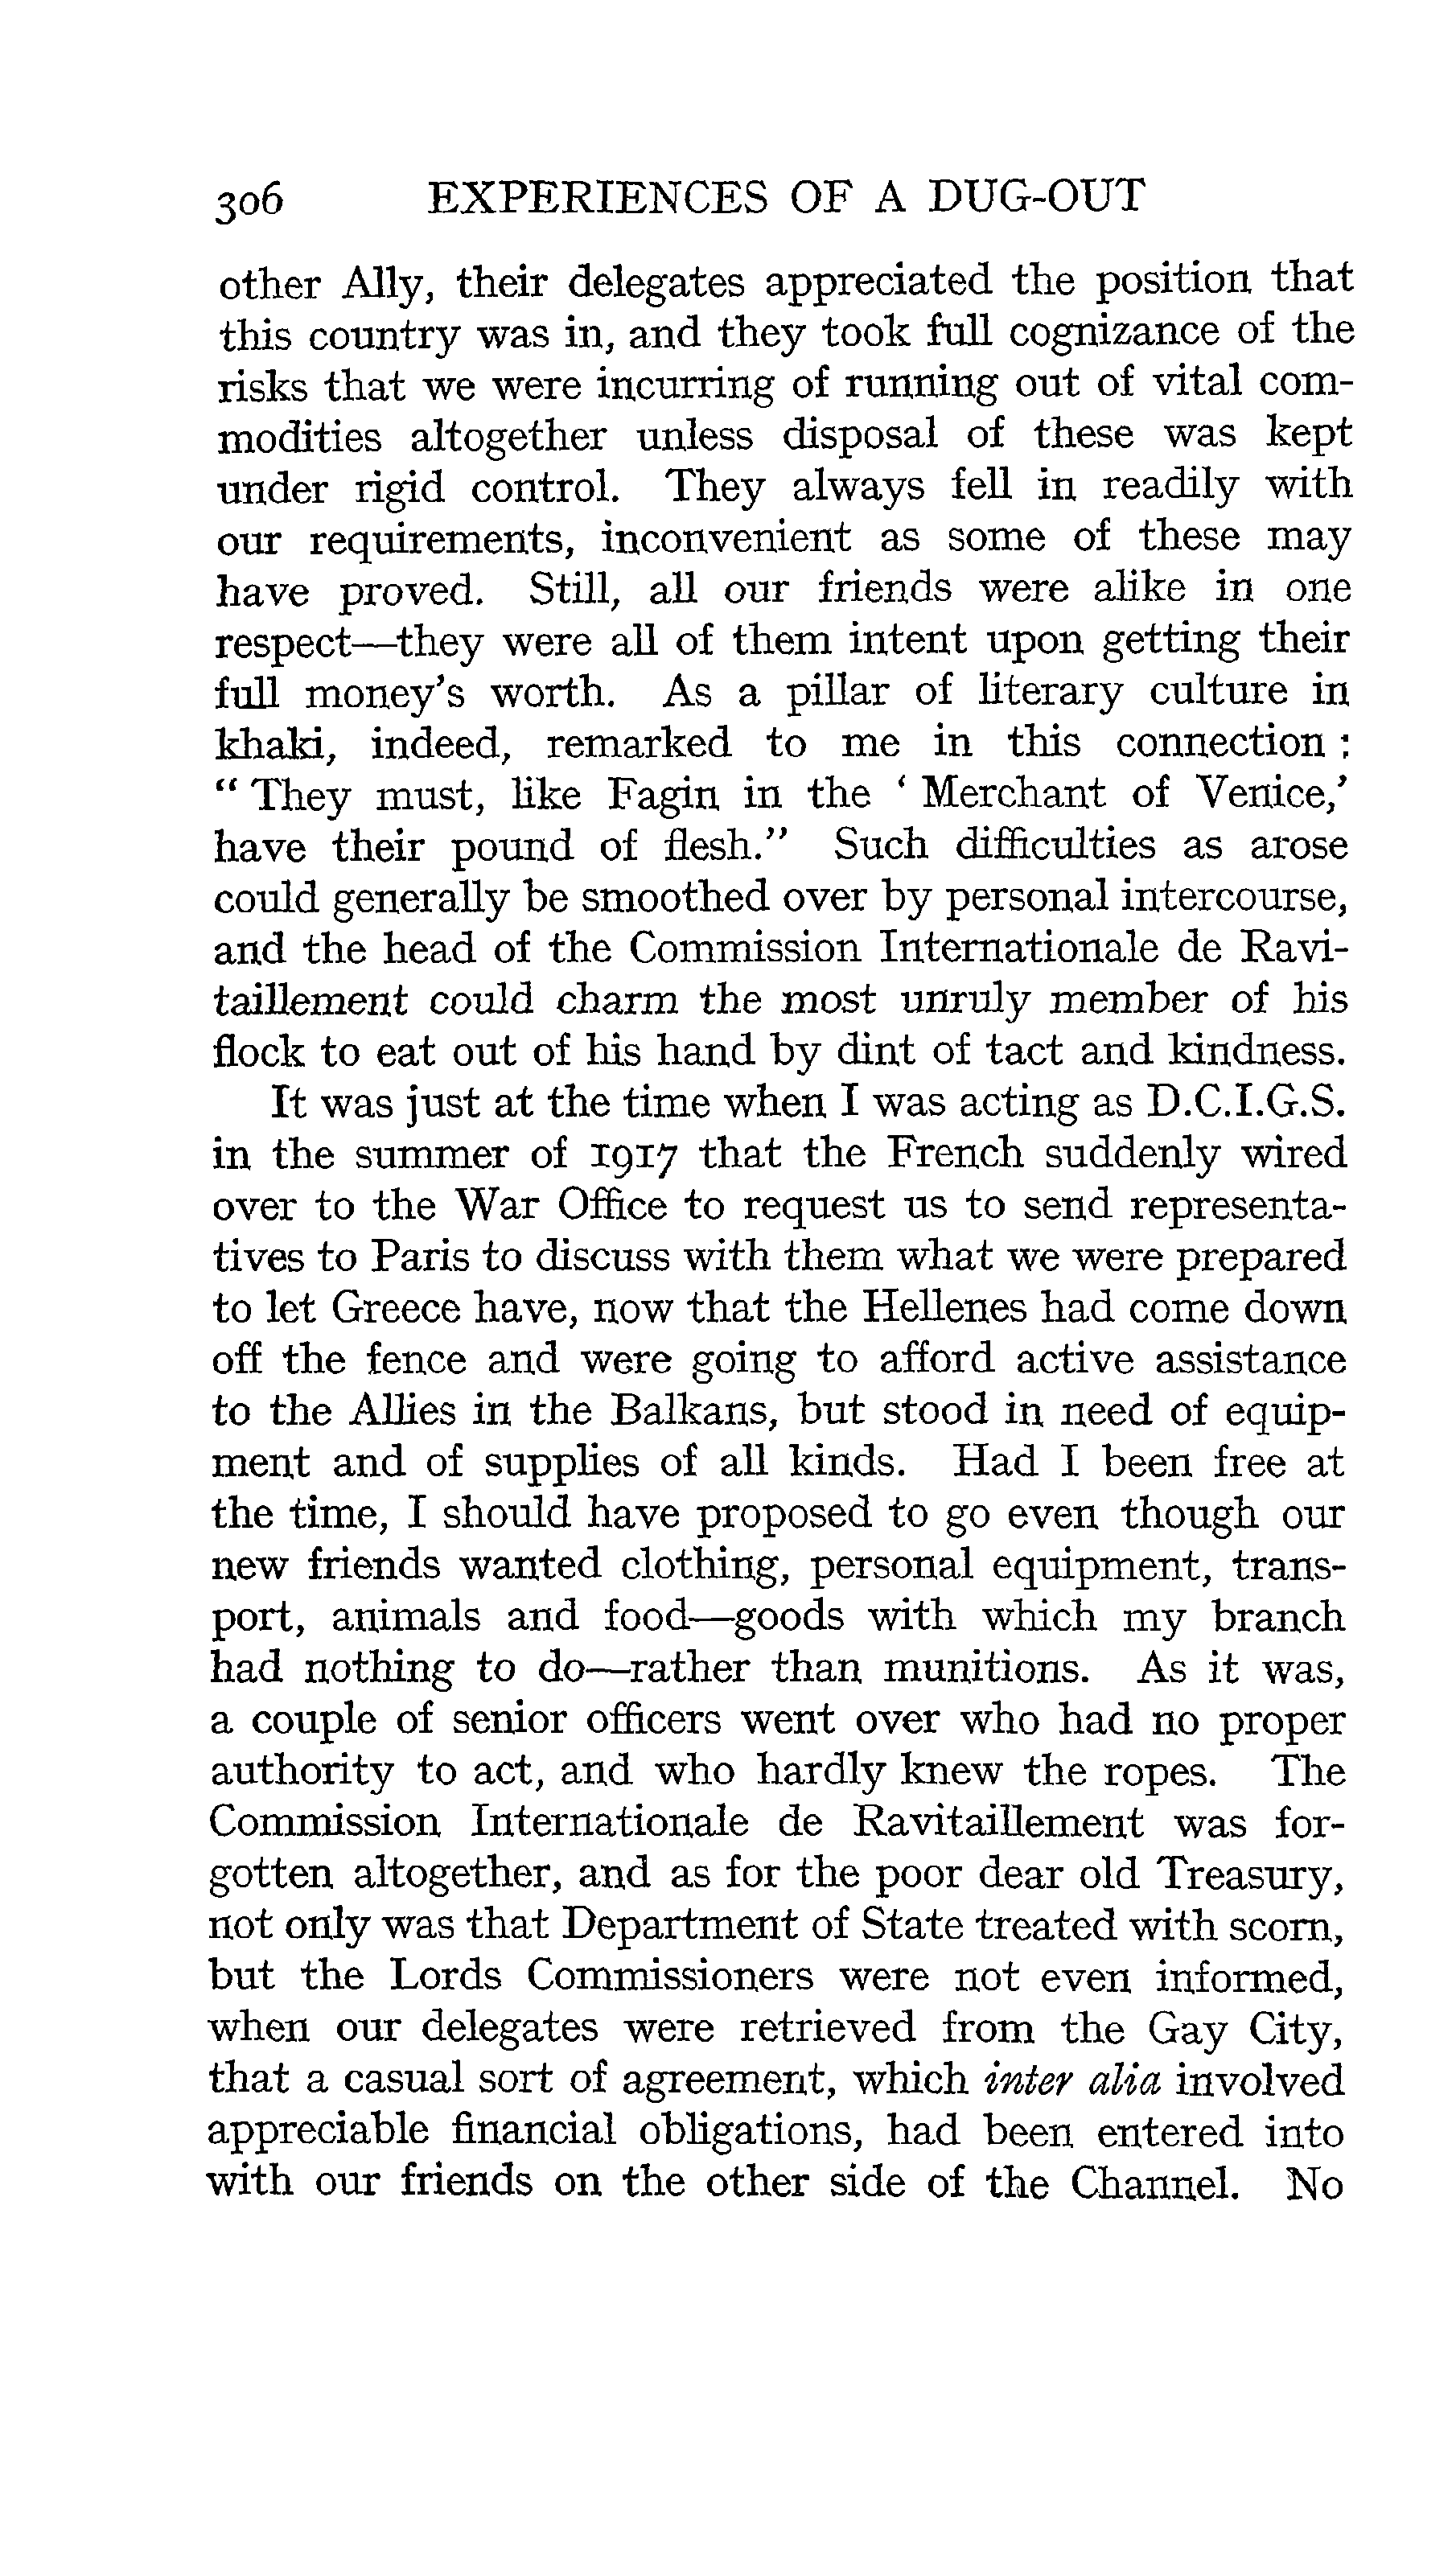 306 EXPERIENCES OF A DUG-OUT
other Ally, their delegates appreciated the position that
this country was in, and they took full cognizance of the
risks that we were incurring of running out of vital com-
modities altogether unless disposal of these was kept
under rigid control. They always fell in readily with
our requirements, inconvenient as some of these may
have proved. Still, all our friends were alike in one
respect—they were all of them intent upon getting their
full money's worth. As a pillar of literary culture in
khaki, indeed, remarked to me in this connection :
“ They must, like Fagin in the ‘ Merchant of Venice,’
have their pound of flesh.” Such difficulties as arose
could generally be smoothed over by personal intercourse,
and the head of the Commission Internationale de Ravi-
taillement could charm the most unruly member of his
flock to eat out of his hand by dint of tact and kindness.
It was just at the time when I was acting as D.C.I.G.S.
in the summer of 1917 that the French suddenly wired
over to the War Office to request us to send representa-
tives to Paris to discuss with them what we were prepared
to let Greece have, now that the Hellenes had come down
off the fence and were going to afford active assistance
to the Allies in the Balkans, but stood in need of equip-
ment and of supplies of all kinds. Had I been free at
the time, I should have proposed to go even though our
new friends wanted clothing, personal equipment, trans-
port, animals and food—goods with which my branch
had nothing to do—rather than munitions. As it was,
a couple of senior officers went over who had no proper
authority to act, and who hardly knew the ropes. The
Commission Internationale de Ravitaillement was for-
gotten altogether, and as for the poor dear old Treasury,
not only was that Department of State treated with scorn,
but the Lords Commissioners were not even informed,
when our delegates were retrieved from the Gay City,
that a casual sort of agreement, which inter alia involved
appreciable financial obligations, had been entered into
with our friends on the other side of the Channel. No